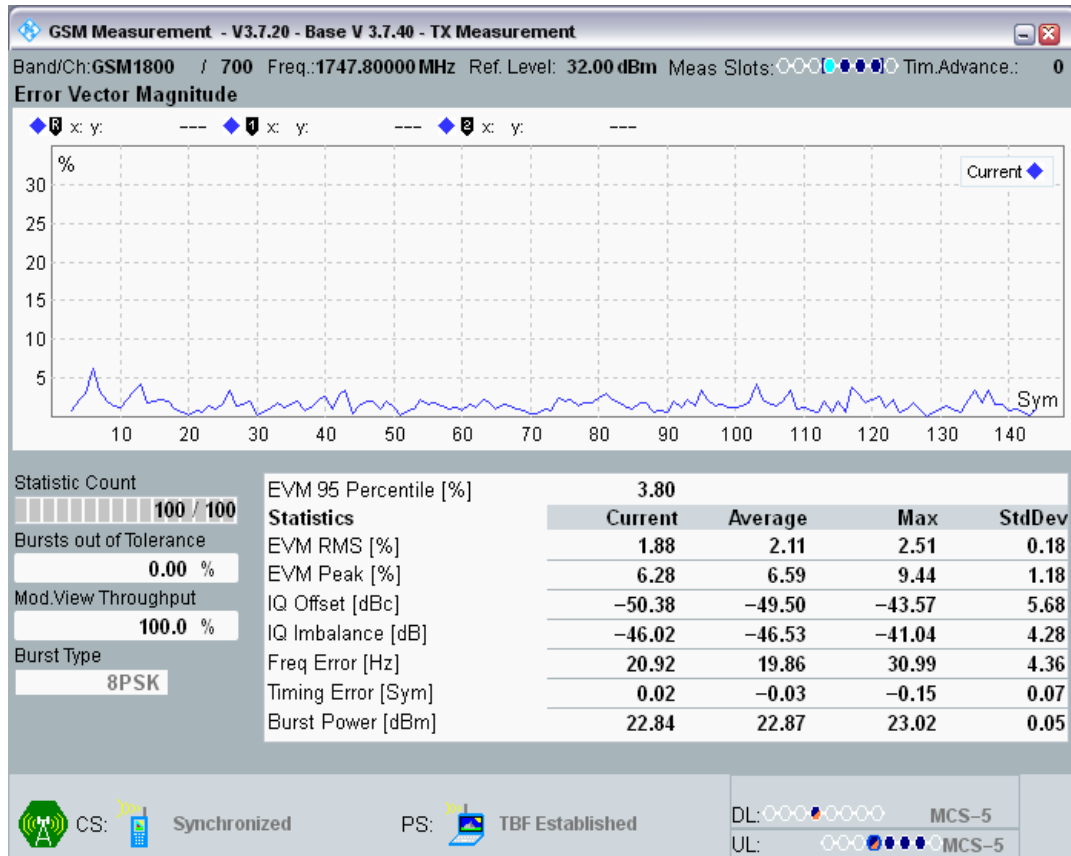 GSM Measurement - V3.7.20 - Base V 3.7.40 - TX Measurement
Band/Ch:GSM1800 / 700 Freq.:1747.80000 MHz Ref. Level: 32.00 dBm Meas Slots: Tim.Advance.: 0
Error Vector Magnitude
R x: y: --- 1 x: y: --- 2 x: y: ---
%
Current
30
25
20
15
10
5
Sym
10 20 30 40 50 60 70 80 90 100 110 120 130 140
Statistic Count
100 / 100
Bursts out of Tolerance
0.00 %
Mod.View Throughput
100.0 %
Burst Type
8PSK
EVM 95 Percentile [%] 3.80
Statistics Current Average Max StdDev
EVM RMS [%] 1.88 2.11 2.51 0.18
EVM Peak [%] 6.28 6.59 9.44 1.18
IQ Offset [dBc] −50.38 −49.50 −43.57 5.68
IQ Imbalance [dB] −46.02 −46.53 −41.04 4.28
Freq Error [Hz] 20.92 19.86 30.99 4.36
Timing Error [Sym] 0.02 −0.03 −0.15 0.07
Burst Power [dBm] 22.84 22.87 23.02 0.05
CS: Synchronized PS: TBF Established
DL: MCS−5
UL: MCS−5